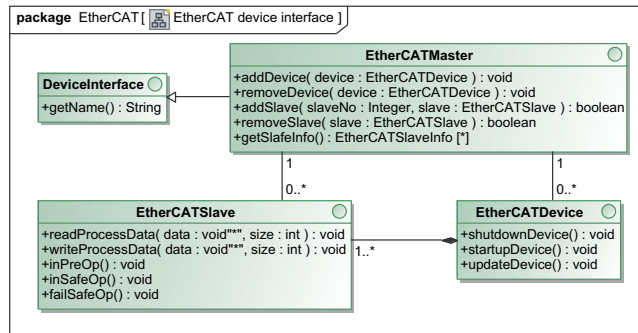 package EtherCAT [ EtherCAT device interface ]
EtherCATMaster
+addDevice( device : EtherCATDevice ) : void
+removeDevice( device : EtherCATDevice ) : void
+addSlave( slaveNo : Integer, slave : EtherCATSlave ) : boolean
+removeSlave( slave : EtherCATSlave ) : boolean
+getSlafeInfo() : EtherCATSlaveInfo [*]
DeviceInterface
+getName() : String
1
0..*
1
0..*
EtherCATSlave
+readProcessData( data : void"*", size : int ) : void
+writeProcessData( data : void"*", size : int ) : void
+inPreOp() : void
+inSafeOp() : void
+failSafeOp() : void
1..*
EtherCATDevice
+shutdownDevice() : void
+startupDevice() : void
+updateDevice() : void